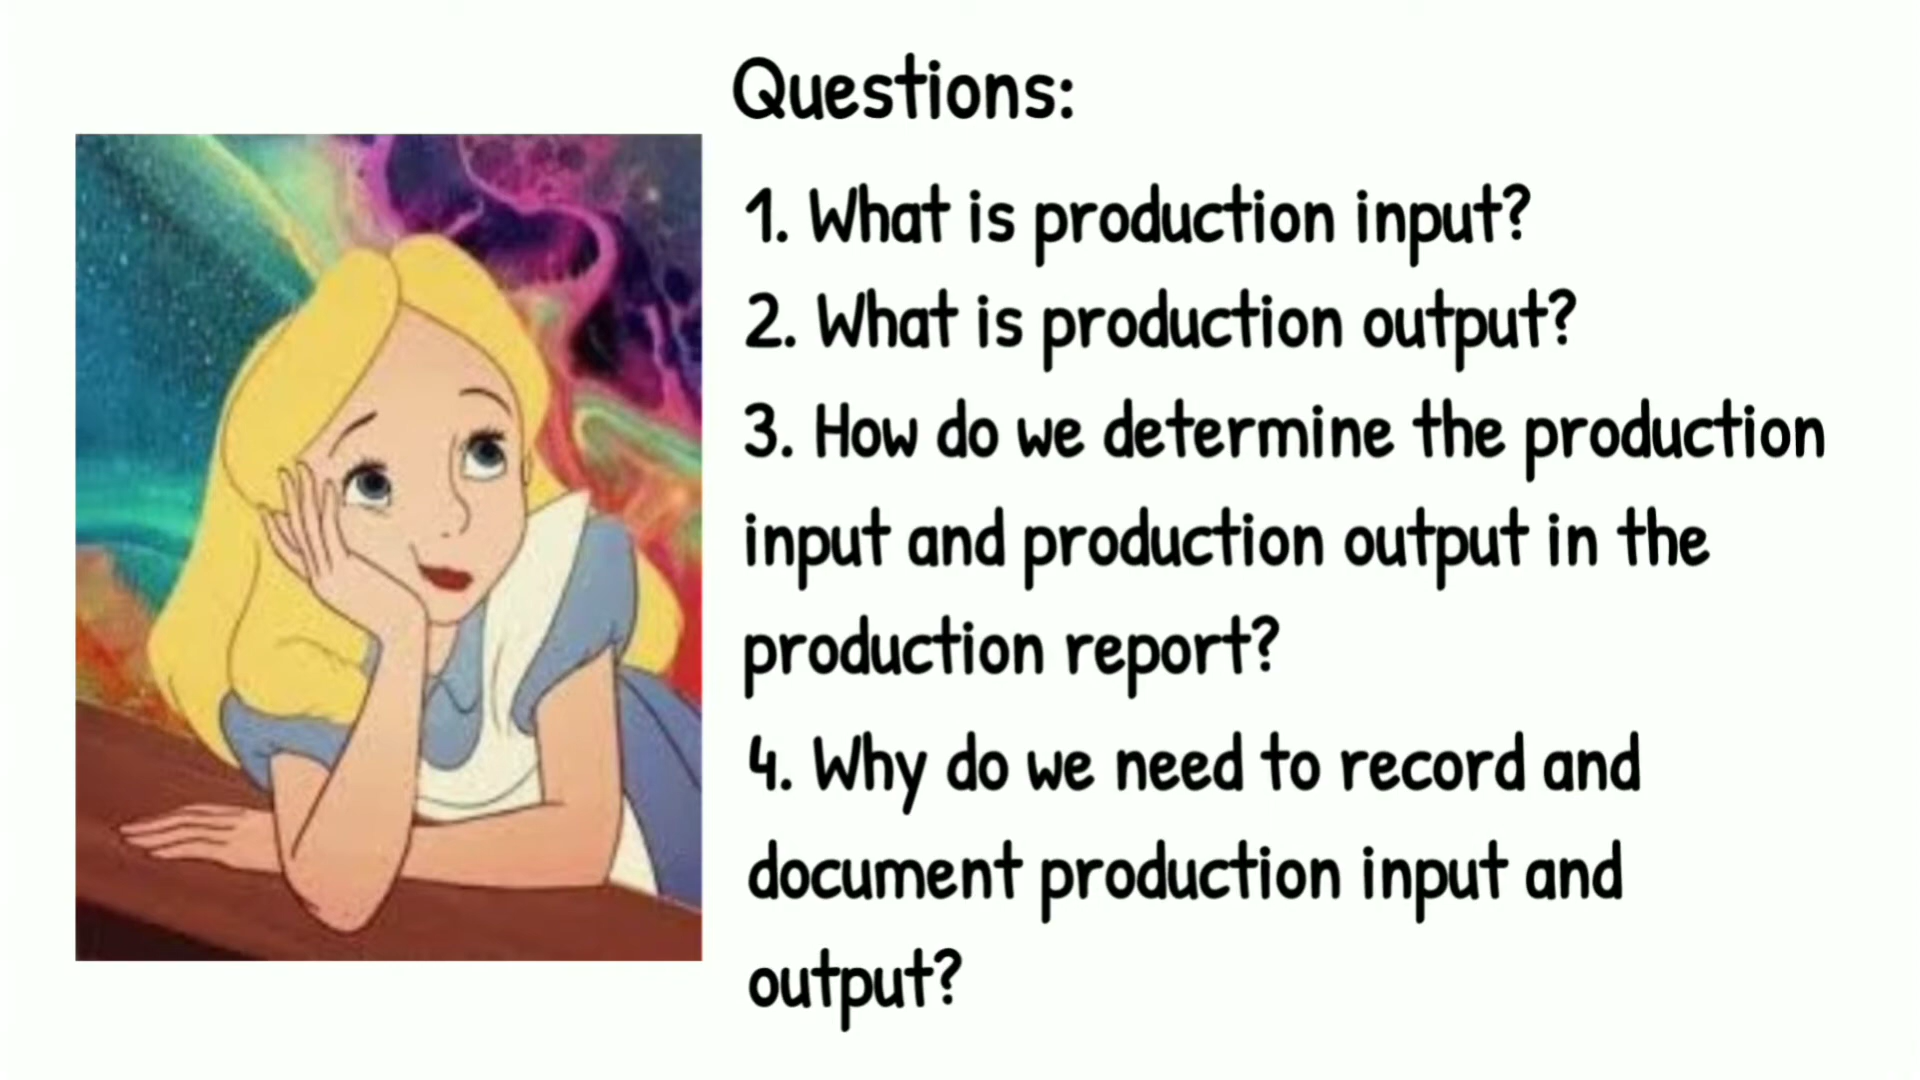 Questions:
1. What is production input?
2. What is production output?
3. How do we determine the production
input and production output in the
production report?
4. Why do we need to record and
document production input and
output?